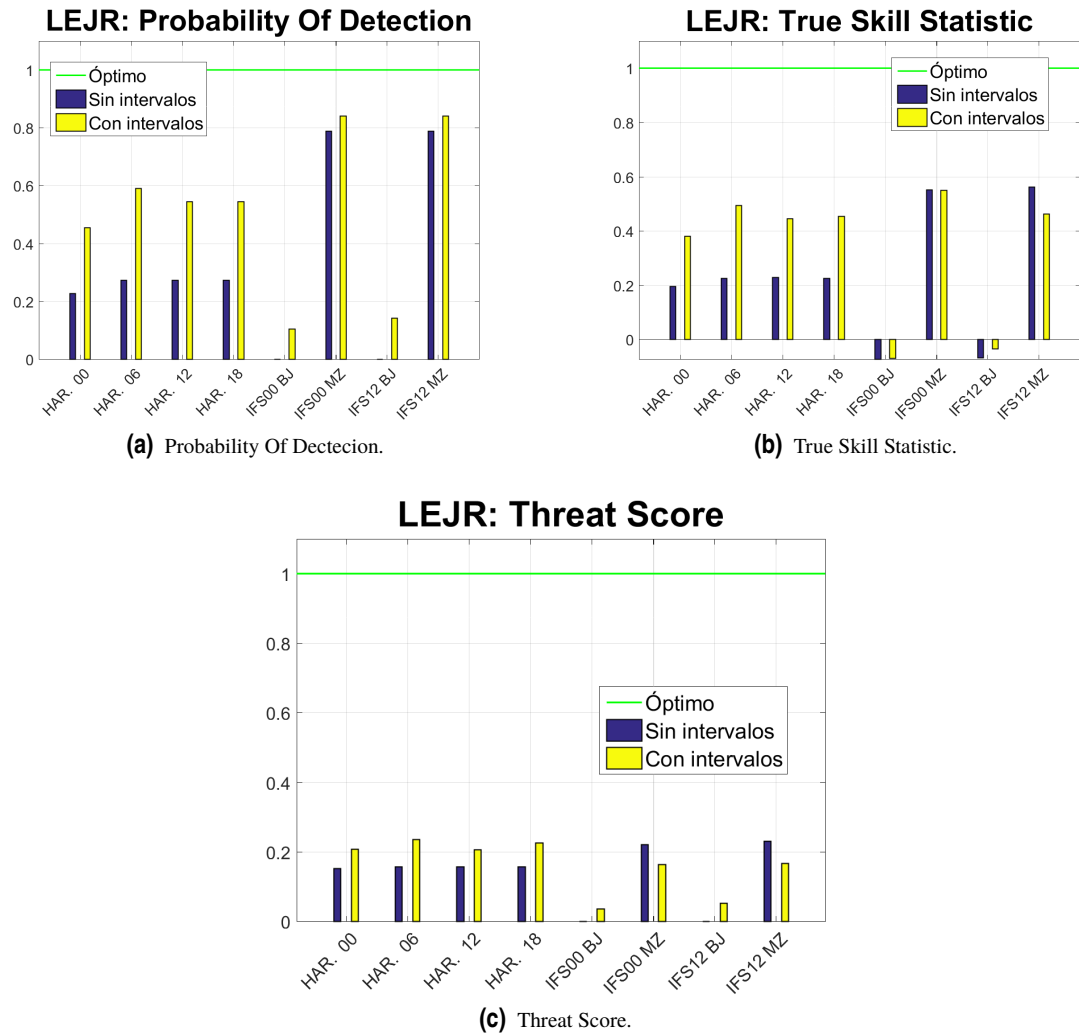 LEJR: Probability Of Detection
1
0.8
0.6
0.4
0.2
0
Óptimo
Sin intervalos
Con intervalos
HAR. 00
HAR. 06
HAR. 12
HAR. 18
IFS00 BJ
IFS00 MZ
IFS12 BJ
IFS12 MZ
(a) Probability Of Dectecion.
LEJR: True Skill Statistic
1
0.8
0.6
0.4
0.2
0
Óptimo
Sin intervalos
Con intervalos
HAR. 00
HAR. 06
HAR. 12
HAR. 18
IFS00 BJ
IFS00 MZ
IFS12 BJ
IFS12 MZ
(b) True Skill Statistic.
LEJR: Threat Score
1
0.8
0.6
0.4
0.2
0
Óptimo
Sin intervalos
Con intervalos
HAR. 00
HAR. 06
HAR. 12
HAR. 18
IFS00 BJ
IFS00 MZ
IFS12 BJ
IFS12 MZ
(c) Threat Score.